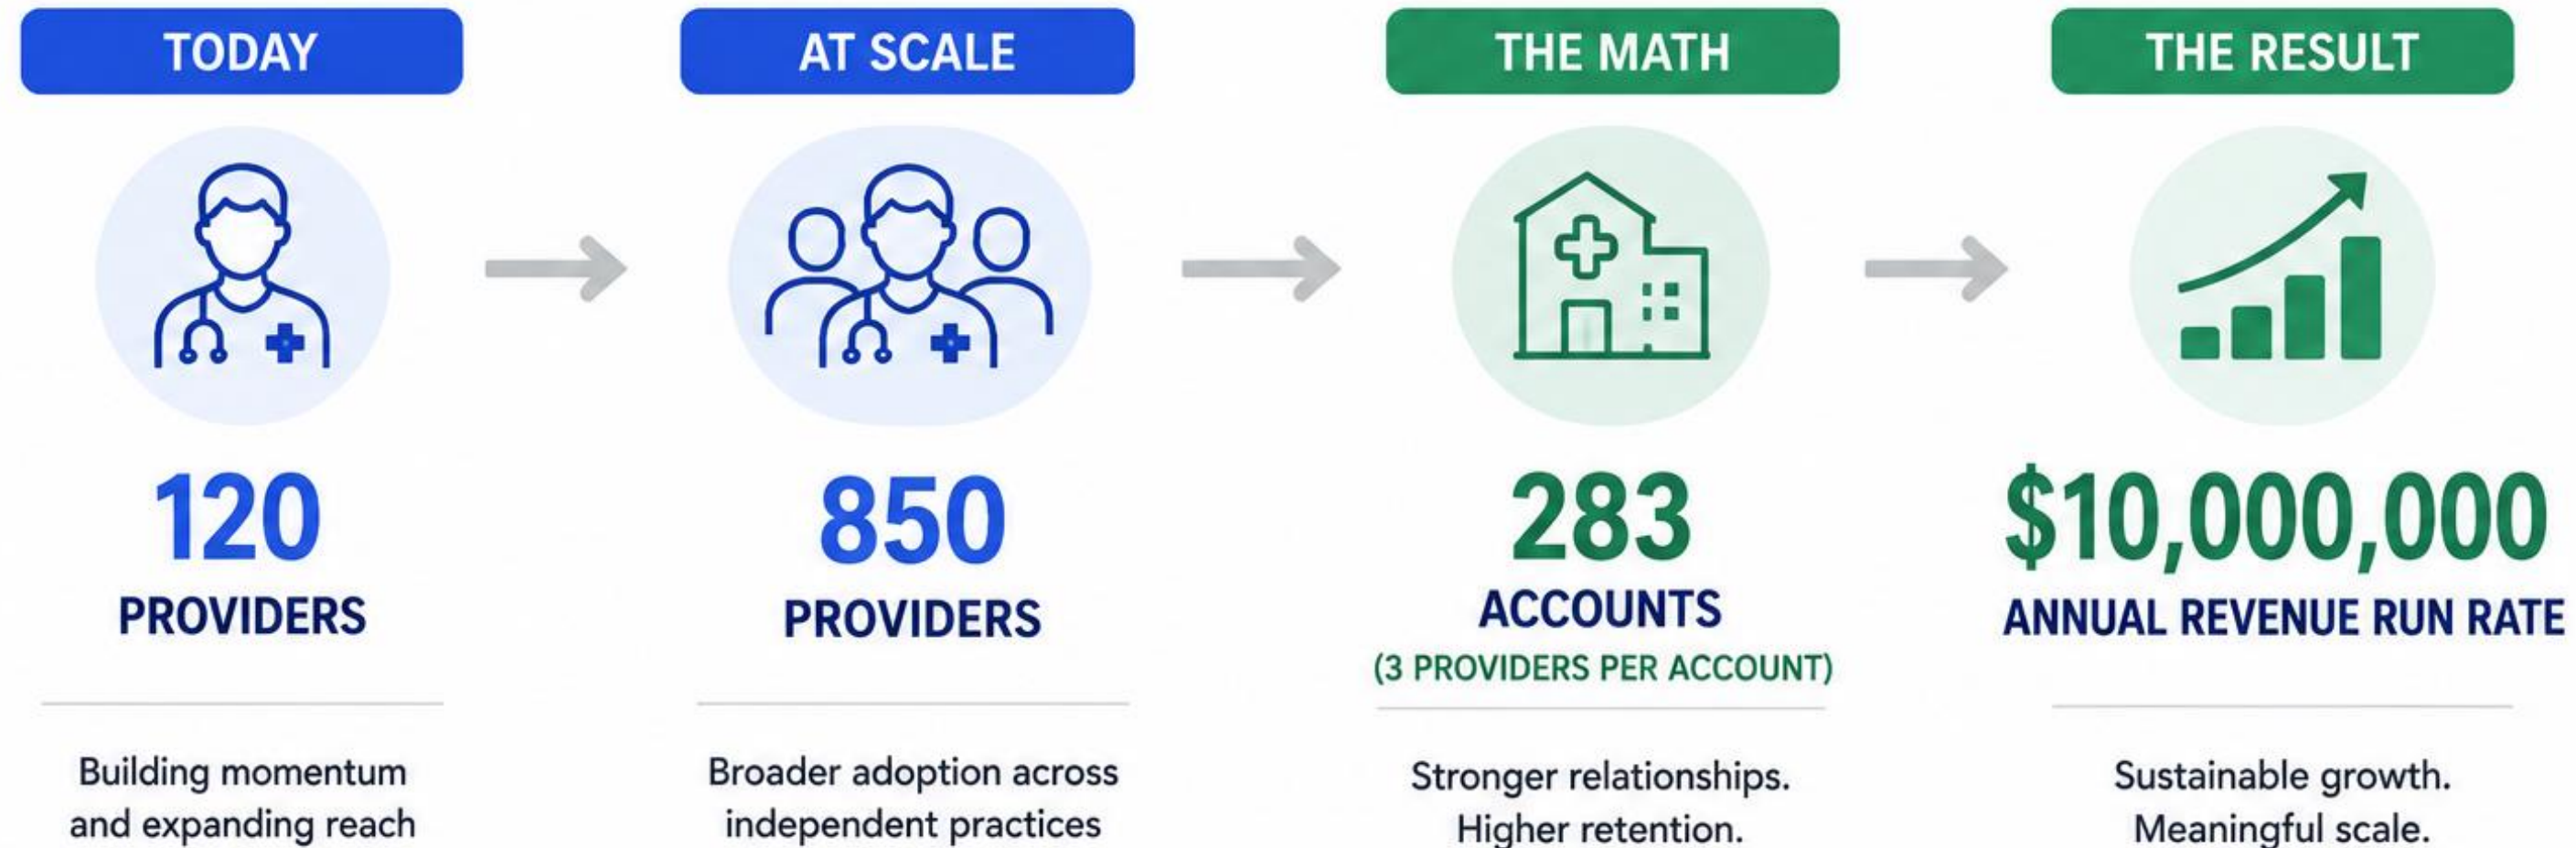 TODAY
120
PROVIDERS
Building momentum
and expanding reach
AT SCALE
850
PROVIDERS
Broader adoption across
independent practices
THE MATH
283
ACCOUNTS
(3 PROVIDERS PER ACCOUNT)
Stronger relationships.
Higher retention.
THE RESULT
$10,000,000
ANNUAL REVENUE RUN RATE
Sustainable growth.
Meaningful scale.